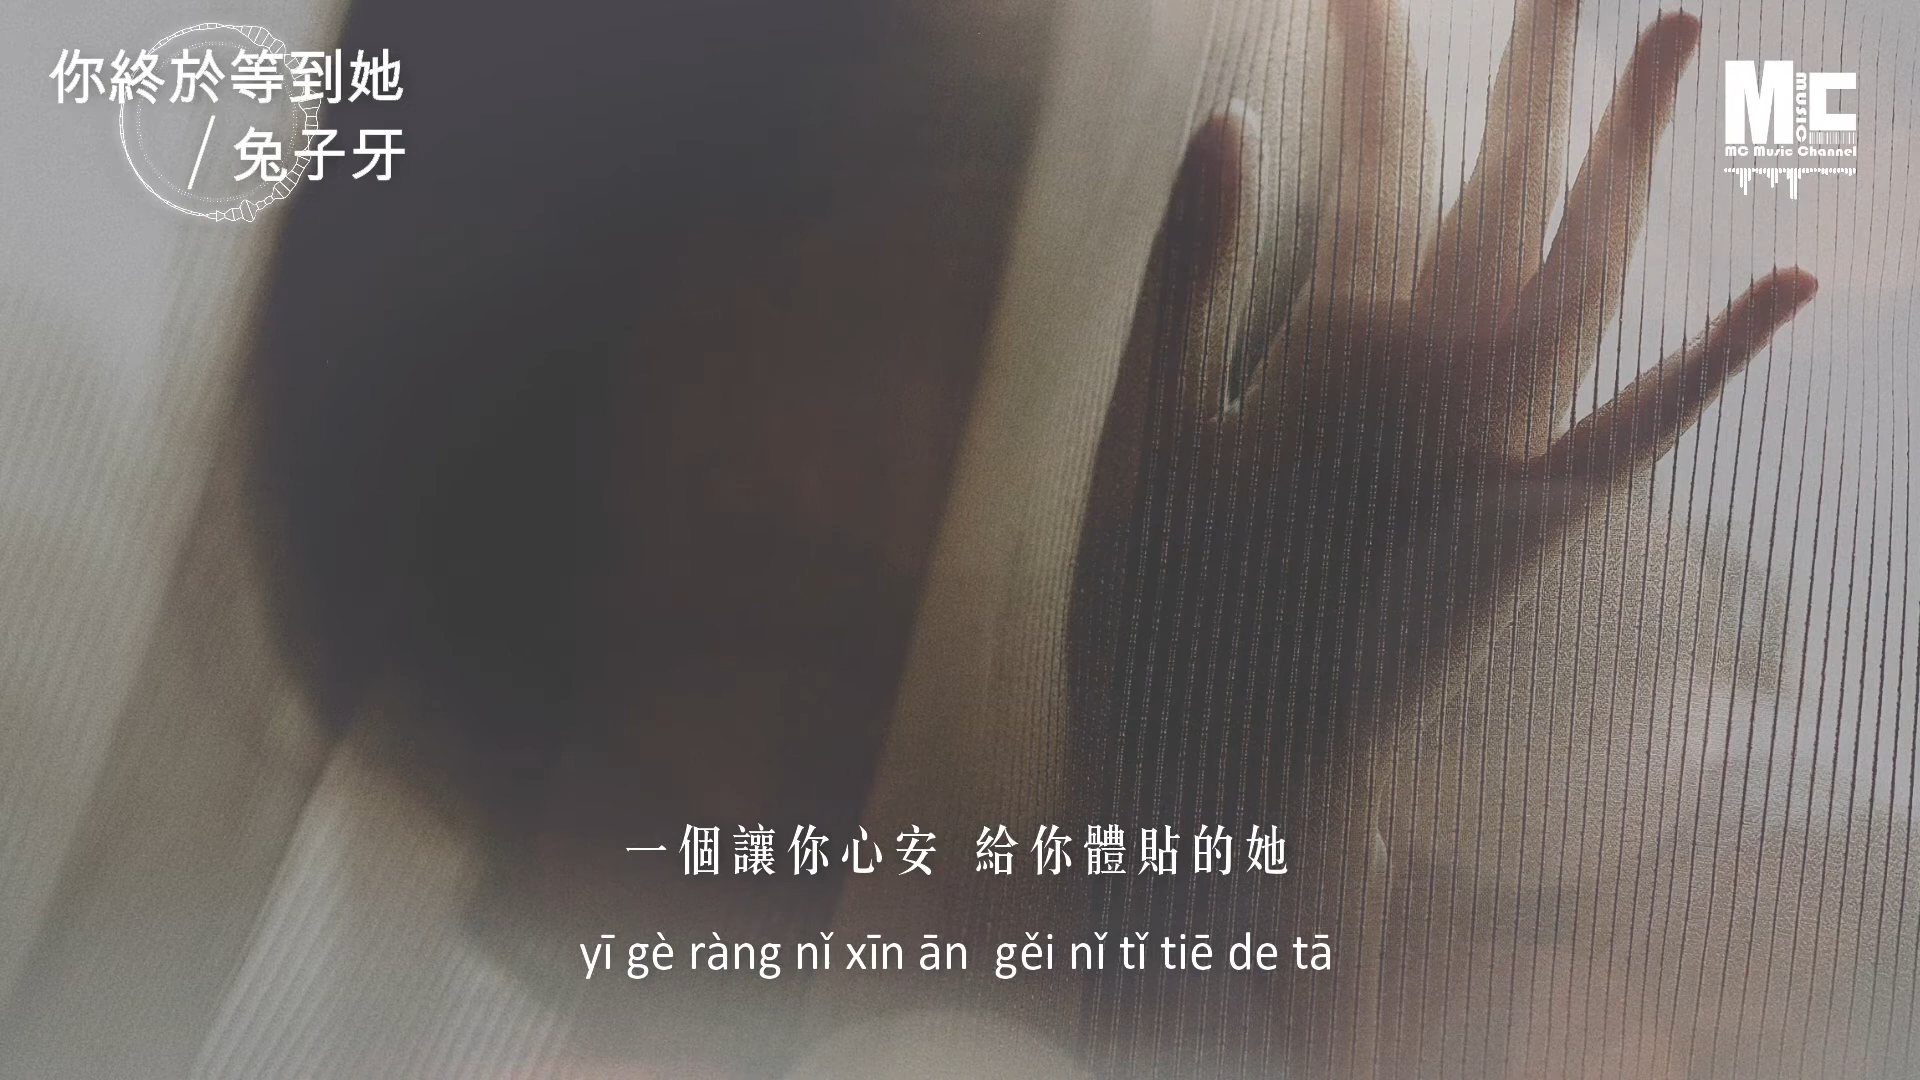 你終於等到她
/ 兔子牙
MC
MUSIC
MC Music Channel
一個讓你心安 給你體貼的她
yī gè ràng nǐ xīn ān gěi nǐ tǐ tiē de tā